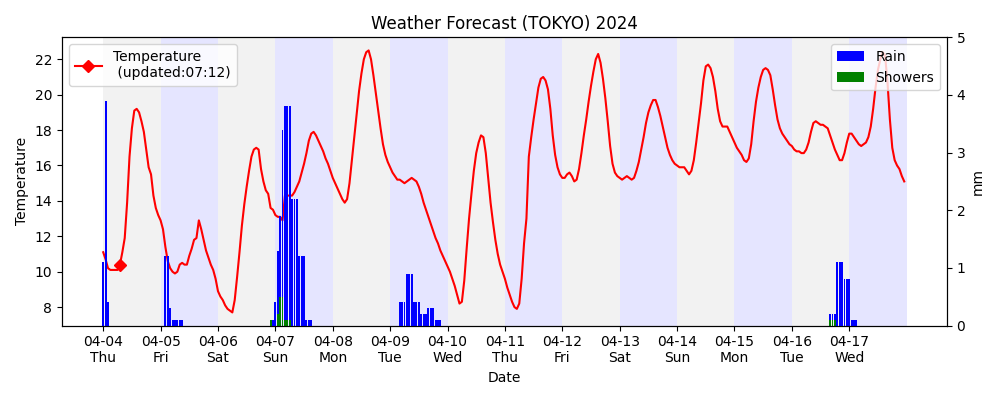 Weather Forecast (TOKYO) 2024
Temperature
(updated:07:12)
Rain
Showers
Temperature
22
20
18
16
14
12
10
8
5
4
3
2
1
0
mm
04-04 04-05 04-06 04-07 04-08 04-09 04-10 04-11 04-12 04-13 04-14 04-15 04-16 04-17
Thu Fri Sat Sun Mon Tue Wed Thu Fri Sat Sun Mon Tue Wed
Date